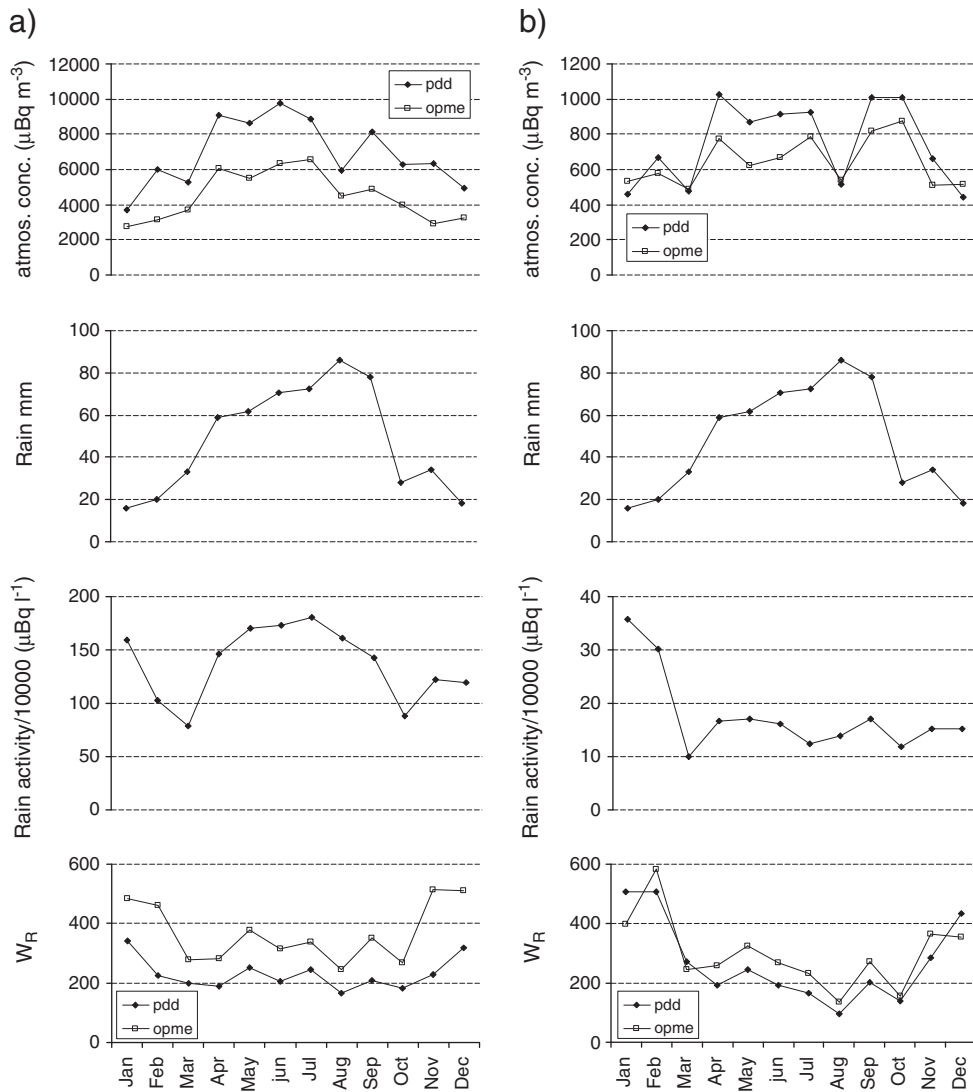 a)
atmos. conc. (μBq m⁻³)
12000
10000
8000
6000
4000
2000
0
pdd
opme
Rain mm
100
80
60
40
20
0
Rain activity/10000 (μBq l⁻¹)
200
150
100
50
0
W_R
600
400
200
0
pdd
opme
Jan
Feb
Mar
Apr
May
jun
Jul
Aug
Sep
Oct
Nov
Dec
b)
atmos. conc. (μBq m⁻³)
1200
1000
800
600
400
200
0
pdd
opme
Rain mm
100
80
60
40
20
0
Rain activity/10000 (μBq l⁻¹)
40
30
20
10
0
W_R
600
400
200
0
pdd
opme
Jan
Feb
Mar
Apr
May
Jun
Jul
Aug
Sep
Oct
Nov
Dec